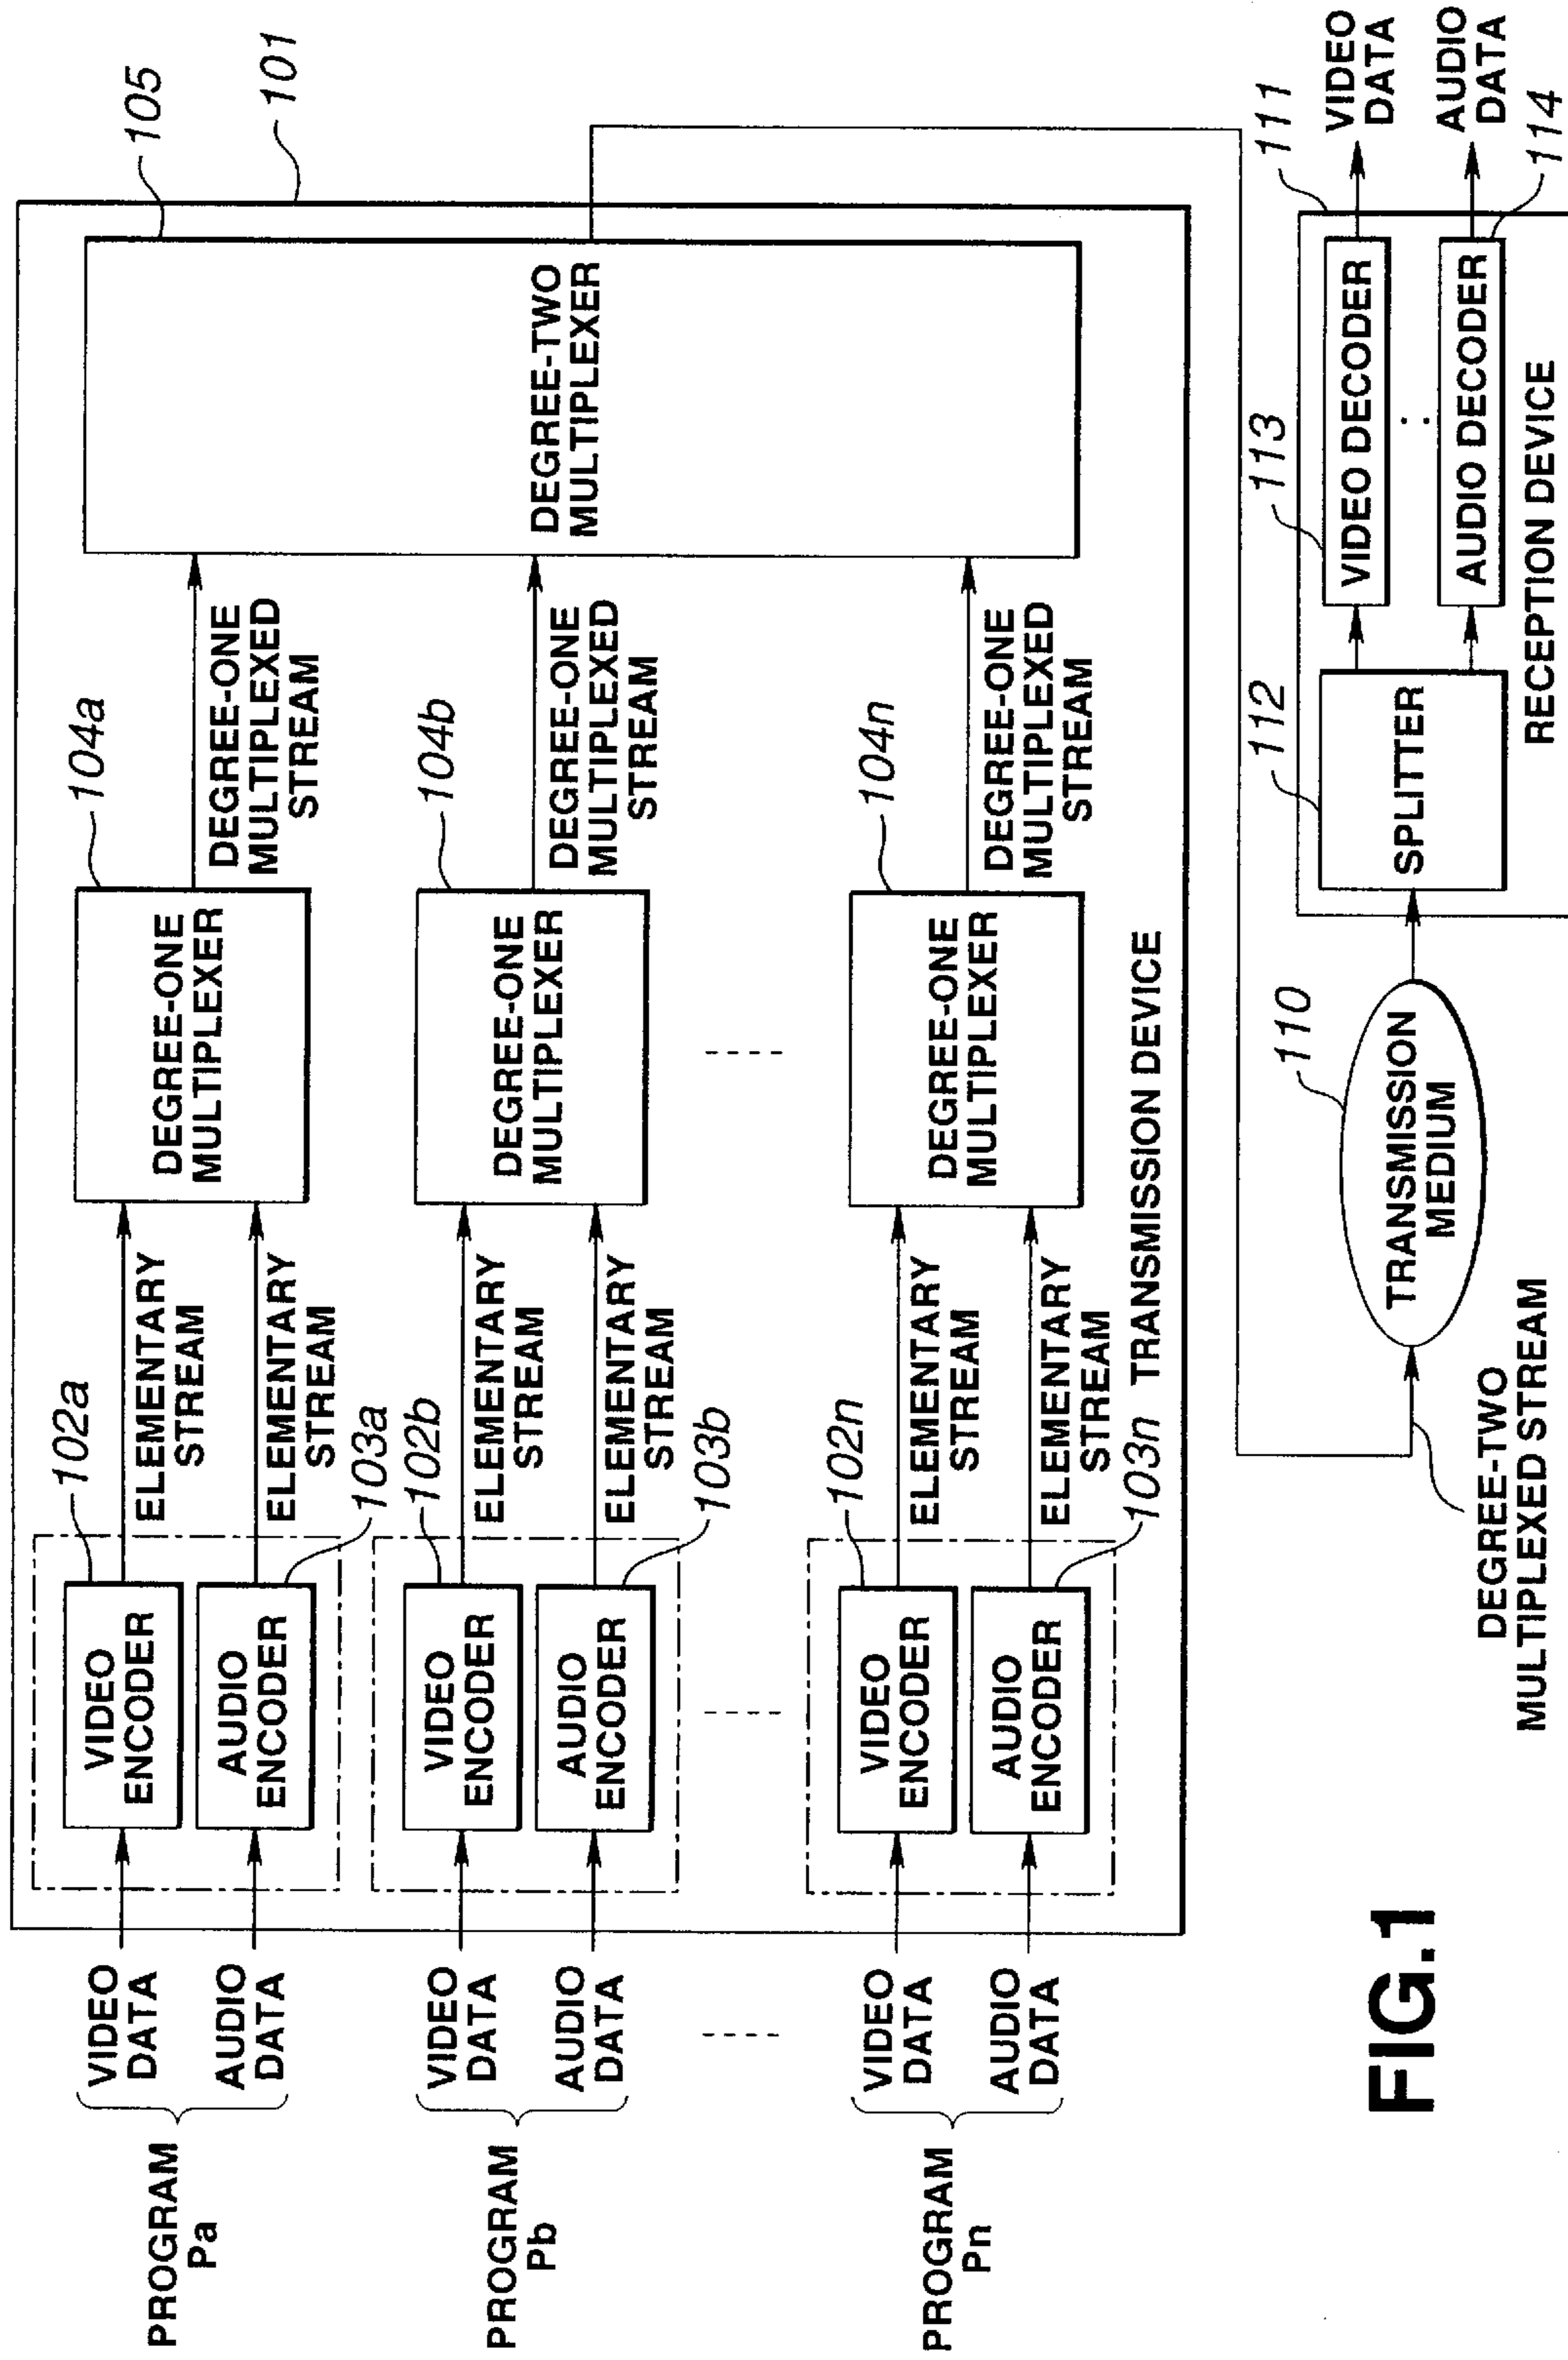 105
101
104a
102a
PROGRAM
Pa
VIDEO
DATA
VIDEO
ENCODER
ELEMENTARY
STREAM
DEGREE-ONE
MULTIPLEXER
DEGREE-ONE
MULTIPLEXED
STREAM
AUDIO
DATA
AUDIO
ENCODER
ELEMENTARY
STREAM
103a
104b
102b
PROGRAM
Pb
VIDEO
DATA
VIDEO
ENCODER
ELEMENTARY
STREAM
DEGREE-ONE
MULTIPLEXER
DEGREE-ONE
MULTIPLEXED
STREAM
DEGREE-TWO
MULTIPLEXER
AUDIO
DATA
AUDIO
ENCODER
ELEMENTARY
STREAM
103b
104n
102n
PROGRAM
Pn
VIDEO
DATA
VIDEO
ENCODER
ELEMENTARY
STREAM
DEGREE-ONE
MULTIPLEXER
DEGREE-ONE
MULTIPLEXED
STREAM
AUDIO
DATA
AUDIO
ENCODER
ELEMENTARY
STREAM
103n
TRANSMISSION DEVICE
110
112
113
111
TRANSMISSION
MEDIUM
SPLITTER
VIDEO DECODER
VIDEO
DATA
AUDIO DECODER
AUDIO
DATA
114
DEGREE-TWO
MULTIPLEXED STREAM
RECEPTION DEVICE
FIG.1